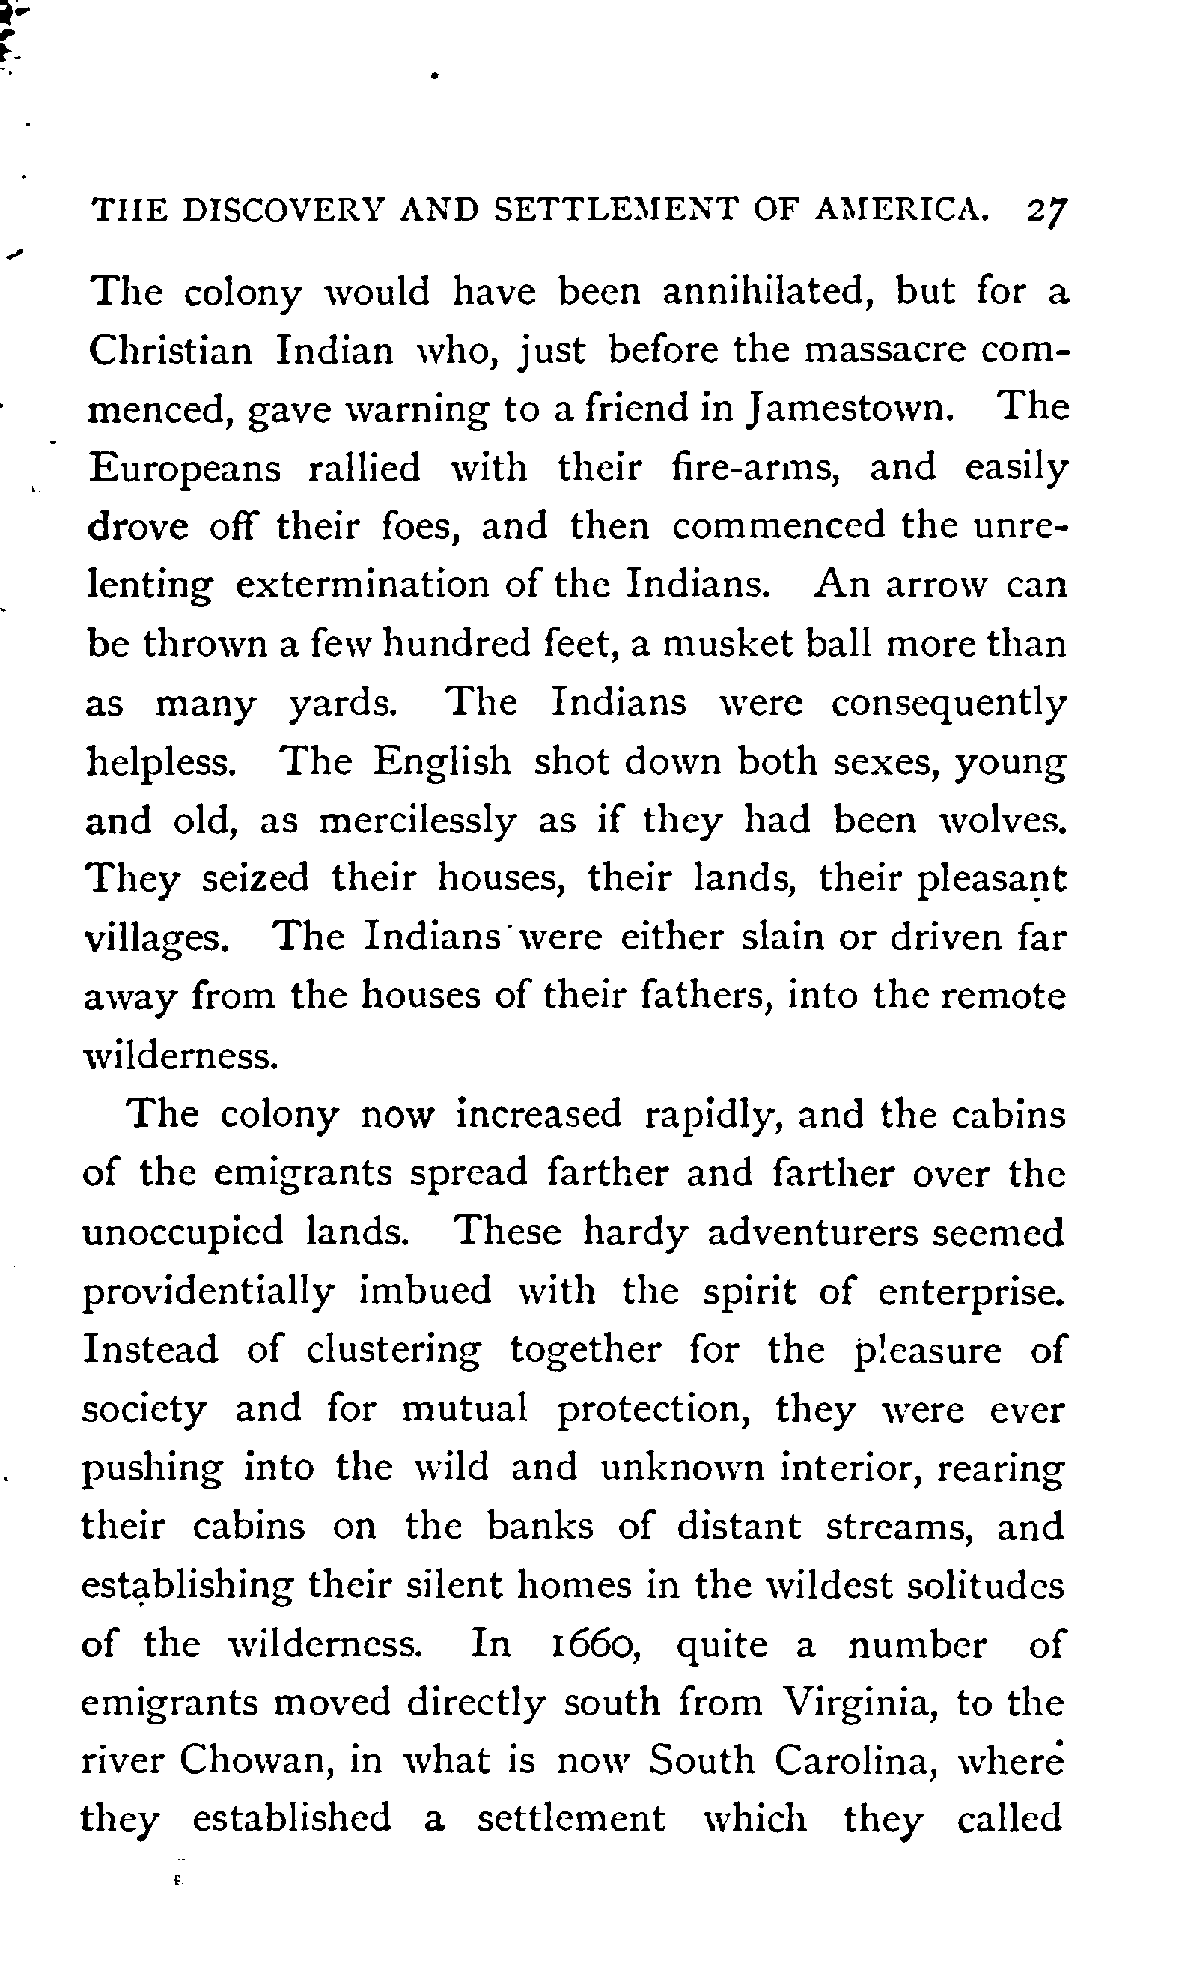 THE DISCOVERY AND SETTLEMENT OF AMERICA. 27
The colony would have been annihilated, but for a
Christian Indian who, just before the massacre com-
menced, gave warning to a friend in Jamestown. The
Europeans rallied with their fire-arms, and easily
drove off their foes, and then commenced the unre-
lenting extermination of the Indians. An arrow can
be thrown a few hundred feet, a musket ball more than
as many yards. The Indians were consequently
helpless. The English shot down both sexes, young
and old, as mercilessly as if they had been wolves.
They seized their houses, their lands, their pleasant
villages. The Indians were either slain or driven far
away from the houses of their fathers, into the remote
wilderness.
The colony now increased rapidly, and the cabins
of the emigrants spread farther and farther over the
unoccupied lands. These hardy adventurers seemed
providentially imbued with the spirit of enterprise.
Instead of clustering together for the pleasure of
society and for mutual protection, they were ever
pushing into the wild and unknown interior, rearing
their cabins on the banks of distant streams, and
establishing their silent homes in the wildest solitudes
of the wilderness. In 1660, quite a number of
emigrants moved directly south from Virginia, to the
river Chowan, in what is now South Carolina, where
they established a settlement which they called